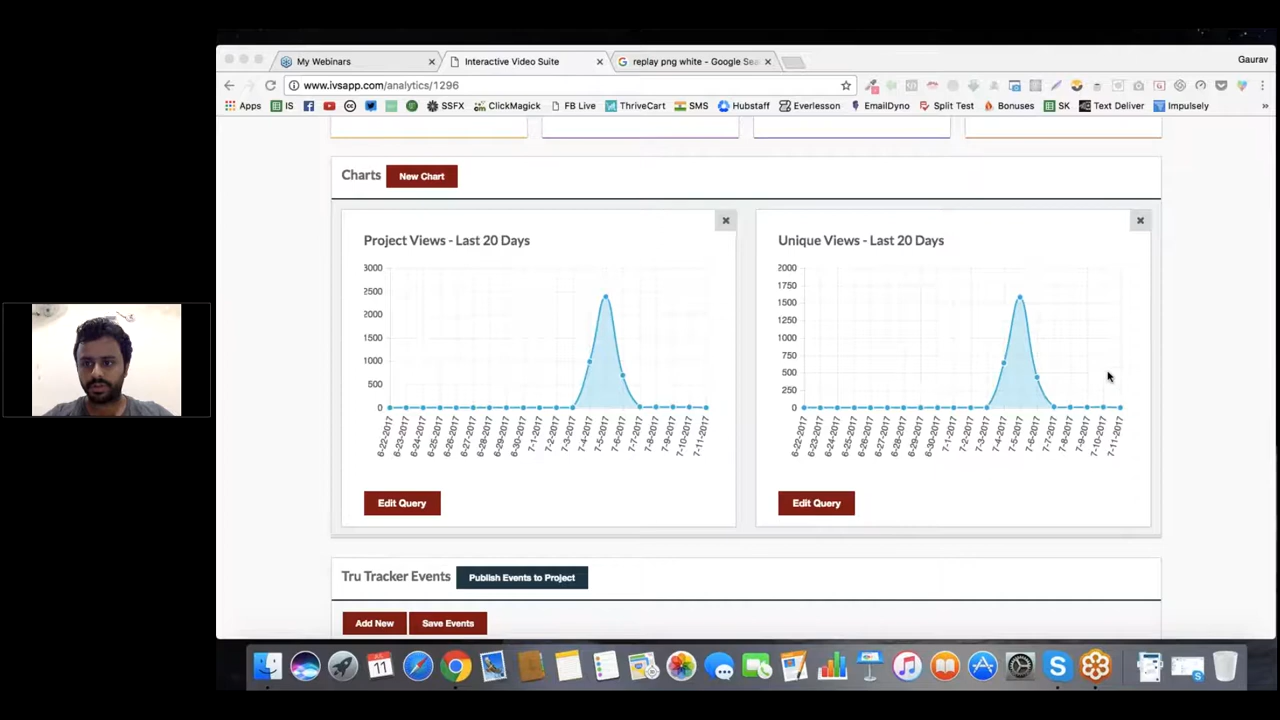 My Webinars
Interactive Video Suite
replay png white - Google Sea
Gaurav
www.ivsapp.com/analytics/1296
Apps IS CC SSFX ClickMagick FB Live ThriveCart SMS Hubstaff Everlesson EmailDyno Split Test Bonuses SK Text Deliver Impulsely »
Charts New Chart
Project Views - Last 20 Days
3000
2500
2000
1500
1000
500
0
6-22-2017 6-23-2017 6-24-2017 6-25-2017 6-26-2017 6-27-2017 6-28-2017 6-29-2017 6-30-2017 7-1-2017 7-2-2017 7-3-2017 7-4-2017 7-5-2017 7-6-2017 7-7-2017 7-8-2017 7-9-2017 7-10-2017 7-11-2017
Edit Query
Unique Views - Last 20 Days
2000
1750
1500
1250
1000
750
500
250
0
6-22-2017 6-23-2017 6-24-2017 6-25-2017 6-26-2017 6-27-2017 6-28-2017 6-29-2017 6-30-2017 7-1-2017 7-2-2017 7-3-2017 7-4-2017 7-5-2017 7-6-2017 7-7-2017 7-8-2017 7-9-2017 7-10-2017 7-11-2017
Edit Query
Tru Tracker Events Publish Events to Project
Add New Save Events
11